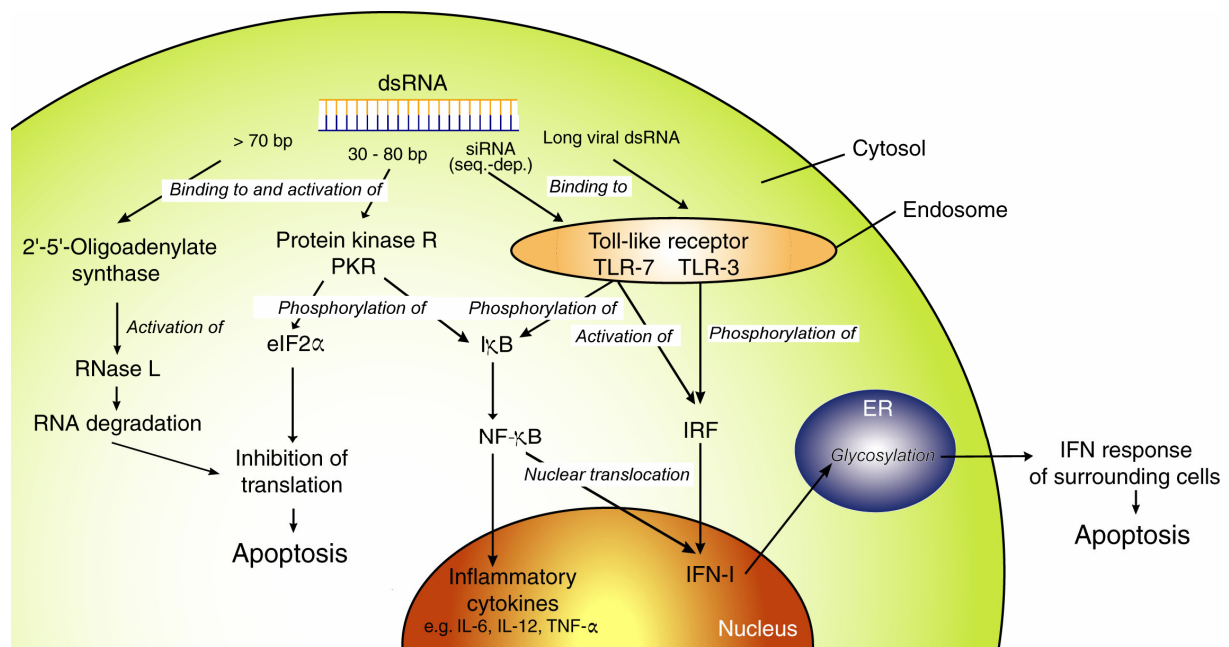 dsRNA
> 70 bp
30 - 80 bp
siRNA
(seq.-dep.)
Long viral dsRNA
Cytosol
Binding to and activation of
Binding to
Endosome
2'-5'-Oligoadenylate
synthase
Protein kinase R
PKR
Toll-like receptor
TLR-7 TLR-3
Phosphorylation of
Phosphorylation of
Activation of
Activation of
Phosphorylation of
eIF2α
IκB
RNase L
RNA degradation
NF-κB
IRF
ER
Glycosylation
IFN response
of surrounding cells
Inhibition of
translation
Nuclear translocation
Apoptosis
Apoptosis
Inflammatory
cytokines
e.g. IL-6, IL-12, TNF-α
IFN-I
Nucleus